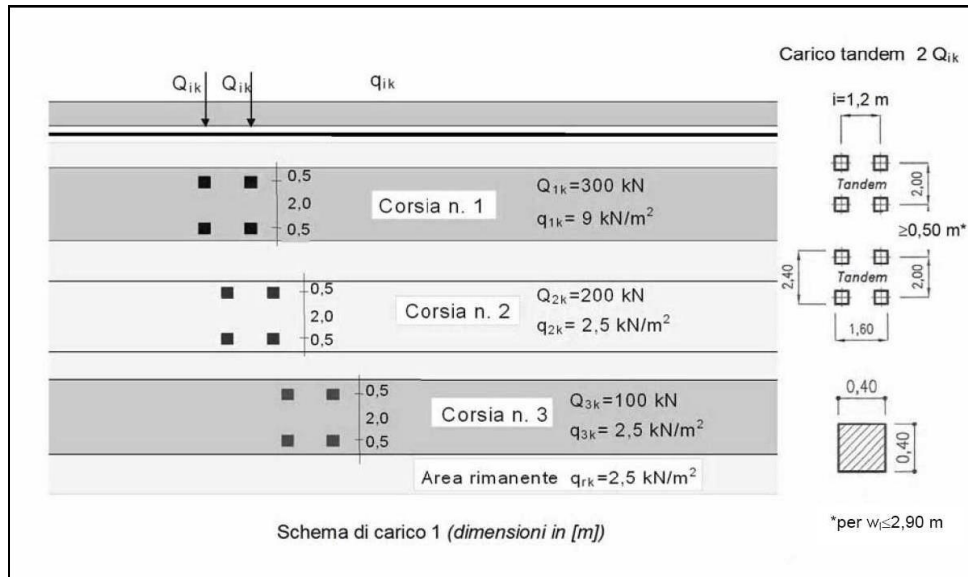 Carico tandem 2 Qik
Qik
Qik
qik
i=1,2 m
0,5
2,0
0,5
Corsia n. 1
Q1k=300 kN
q1k= 9 kN/m²
Tandem
2,00
≥0,50 m*
0,5
2,0
0,5
Corsia n. 2
Q2k=200 kN
q2k= 2,5 kN/m²
2,40
Tandem
2,00
1,60
0,5
2,0
0,5
Corsia n. 3
Q3k=100 kN
q3k= 2,5 kN/m²
0,40
0,40
Area rimanente qrk=2,5 kN/m²
Schema di carico 1 (dimensioni in [m])
*per wl≤2,90 m